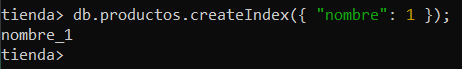 tienda> db.productos.createIndex({ "nombre": 1 });
nombre_1
tienda>